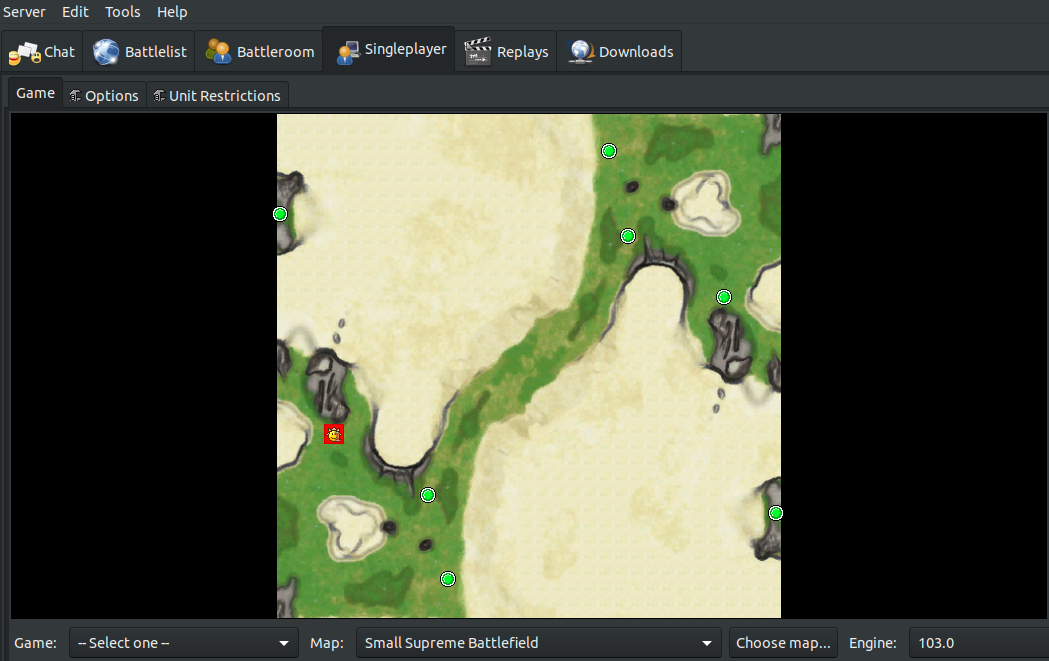 Server Edit Tools Help
Chat Battlelist Battleroom Singleplayer Replays Downloads
Game Options Unit Restrictions
Game: -- Select one -- Map: Small Supreme Battlefield Choose map... Engine: 103.0